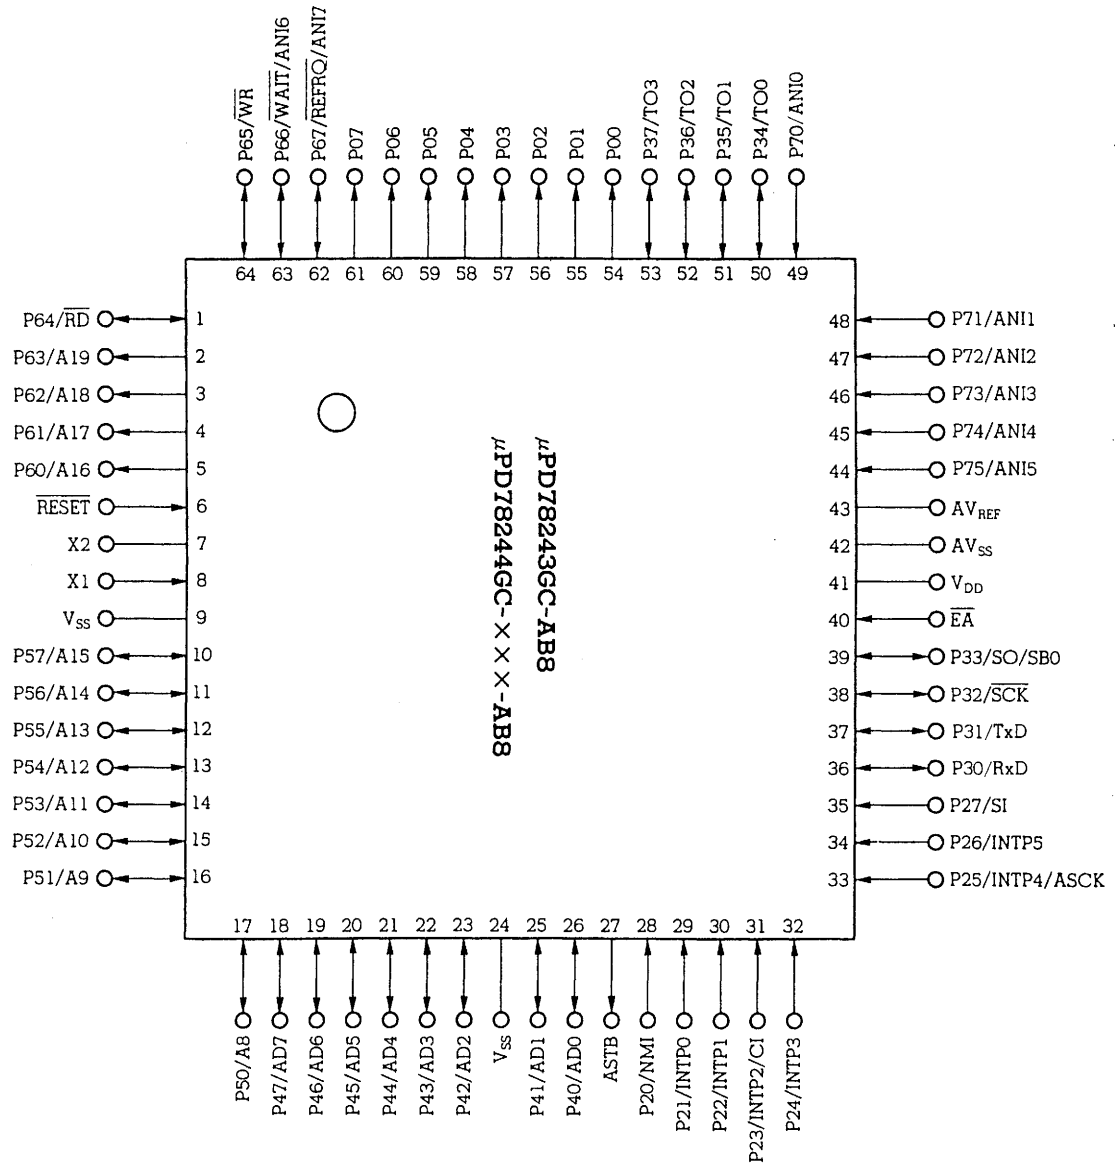 P65/W̅R̅
P66/W̅A̅I̅T̅/ANI6
P67/R̅E̅F̅R̅Q̅/ANI7
P07
P06
P05
P04
P03
P02
P01
P00
P37/TO3
P36/TO2
P35/TO1
P34/TO0
P70/ANI0
64 63 62 61 60 59 58 57 56 55 54 53 52 51 50 49
P64/R̅D̅ 1
P63/A19 2
P62/A18 3
P61/A17 4
P60/A16 5
R̅E̅S̅E̅T̅ 6
X2 7
X1 8
VSS 9
P57/A15 10
P56/A14 11
P55/A13 12
P54/A12 13
P53/A11 14
P52/A10 15
P51/A9 16
μPD78243GC-AB8
μPD78244GC-×××-AB8
48 P71/ANI1
47 P72/ANI2
46 P73/ANI3
45 P74/ANI4
44 P75/ANI5
43 AVREF
42 AVSS
41 VDD
40 E̅A̅
39 P33/SO/SB0
38 P32/S̅C̅K̅
37 P31/TxD
36 P30/RxD
35 P27/SI
34 P26/INTP5
33 P25/INTP4/ASCK
17 18 19 20 21 22 23 24 25 26 27 28 29 30 31 32
P50/A8
P47/AD7
P46/AD6
P45/AD5
P44/AD4
P43/AD3
P42/AD2
VSS
P41/AD1
P40/AD0
ASTB
P20/NMI
P21/INTP0
P22/INTP1
P23/INTP2/CI
P24/INTP3